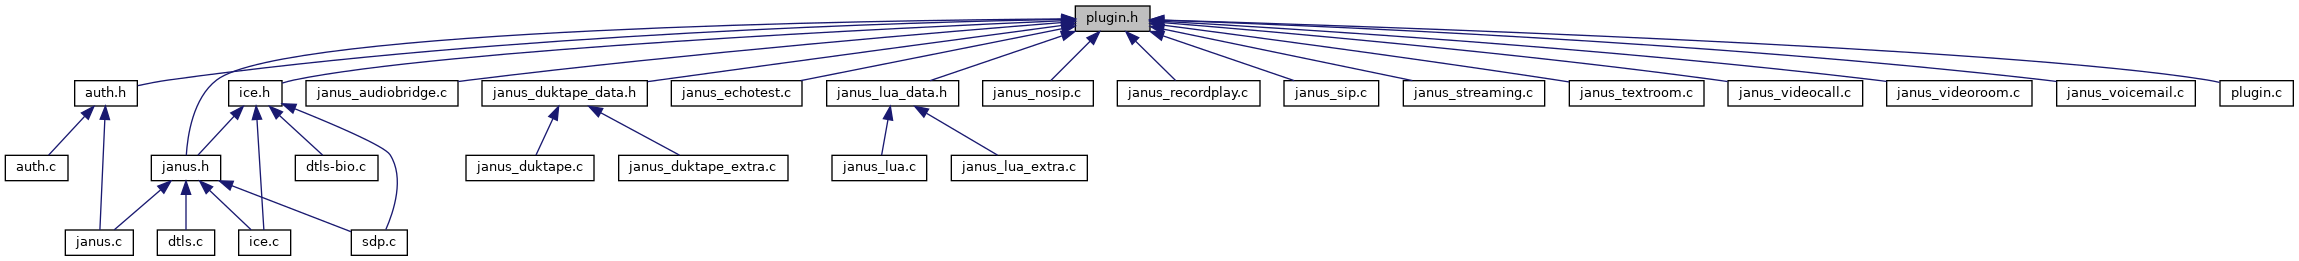 plugin.h
auth.h
ice.h
janus_audiobridge.c
janus_duktape_data.h
janus_echotest.c
janus_lua_data.h
janus_nosip.c
janus_recordplay.c
janus_sip.c
janus_streaming.c
janus_textroom.c
janus_videocall.c
janus_videoroom.c
janus_voicemail.c
plugin.c
auth.c
janus.h
dtls-bio.c
janus_duktape.c
janus_duktape_extra.c
janus_lua.c
janus_lua_extra.c
janus.c
dtls.c
ice.c
sdp.c